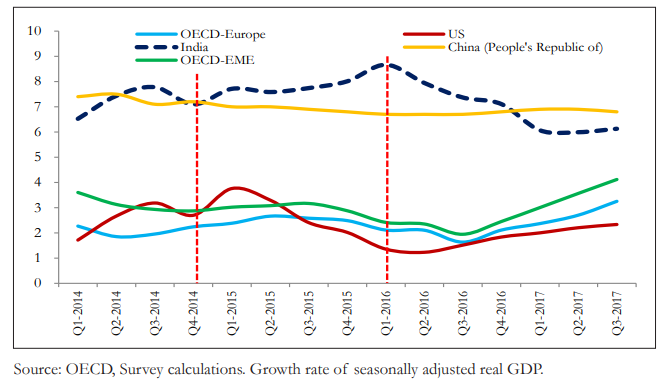 OECD-Europe
US
India
China (People's Republic of)
OECD-EME
10
9
8
7
6
5
4
3
2
1
0
Q1-2014
Q2-2014
Q3-2014
Q4-2014
Q1-2015
Q2-2015
Q3-2015
Q4-2015
Q1-2016
Q2-2016
Q3-2016
Q4-2016
Q1-2017
Q2-2017
Q3-2017
Source: OECD, Survey calculations. Growth rate of seasonally adjusted real GDP.